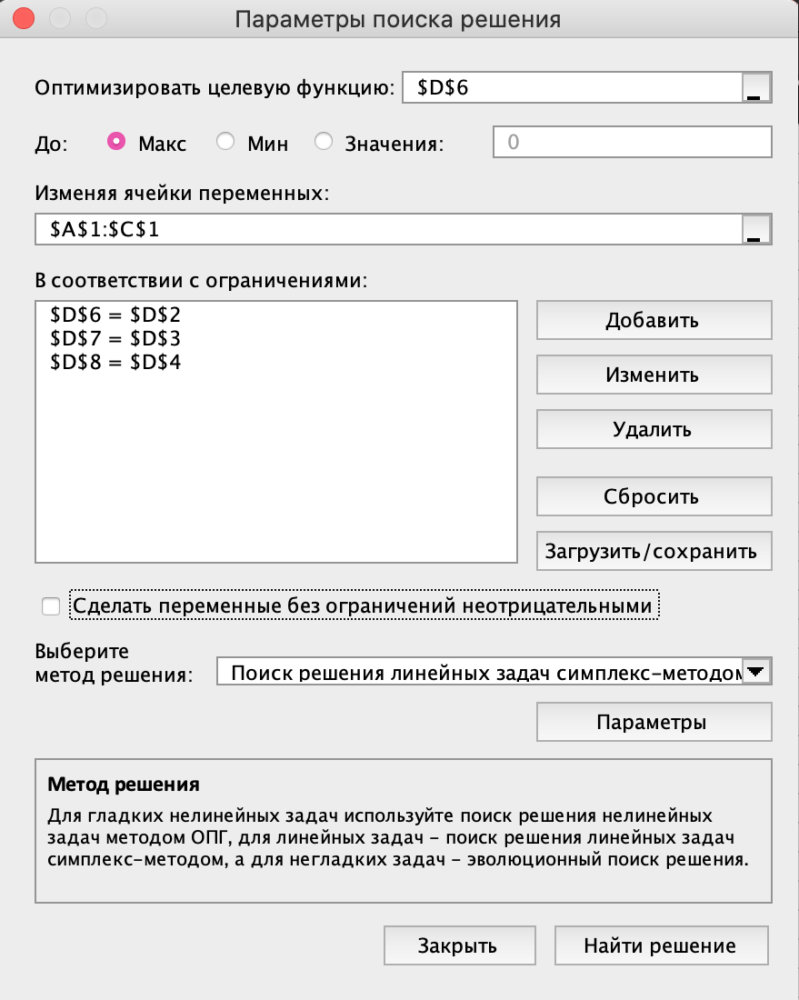 Параметры поиска решения
Оптимизировать целевую функцию: $D$6
До: Макс Мин Значения: 0
Изменяя ячейки переменных:
$A$1:$C$1
В соответствии с ограничениями:
$D$6 = $D$2
$D$7 = $D$3
$D$8 = $D$4
Добавить
Изменить
Удалить
Сбросить
Загрузить/сохранить
Сделать переменные без ограничений неотрицательными
Выберите
метод решения: Поиск решения линейных задач симплекс-методом
Параметры
Метод решения
Для гладких нелинейных задач используйте поиск решения нелинейных
задач методом ОПГ, для линейных задач - поиск решения линейных задач
симплекс-методом, а для негладких задач - эволюционный поиск решения.
Закрыть Найти решение